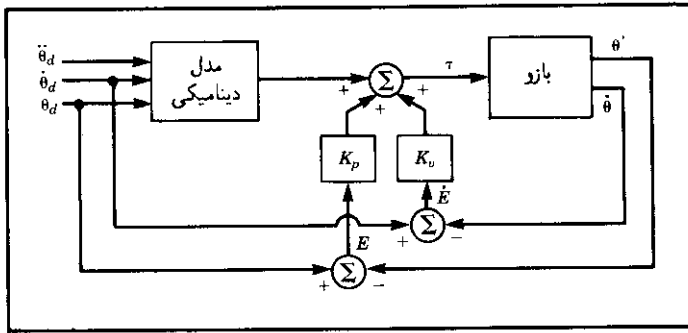 θ̈d
θ̇d
θd
مدل
دینامیکی
+
Σ
+
+
+
τ
بازو
θ
θ̇
Kp
Kv
Ė
+
Σ
−
E
+
Σ
−